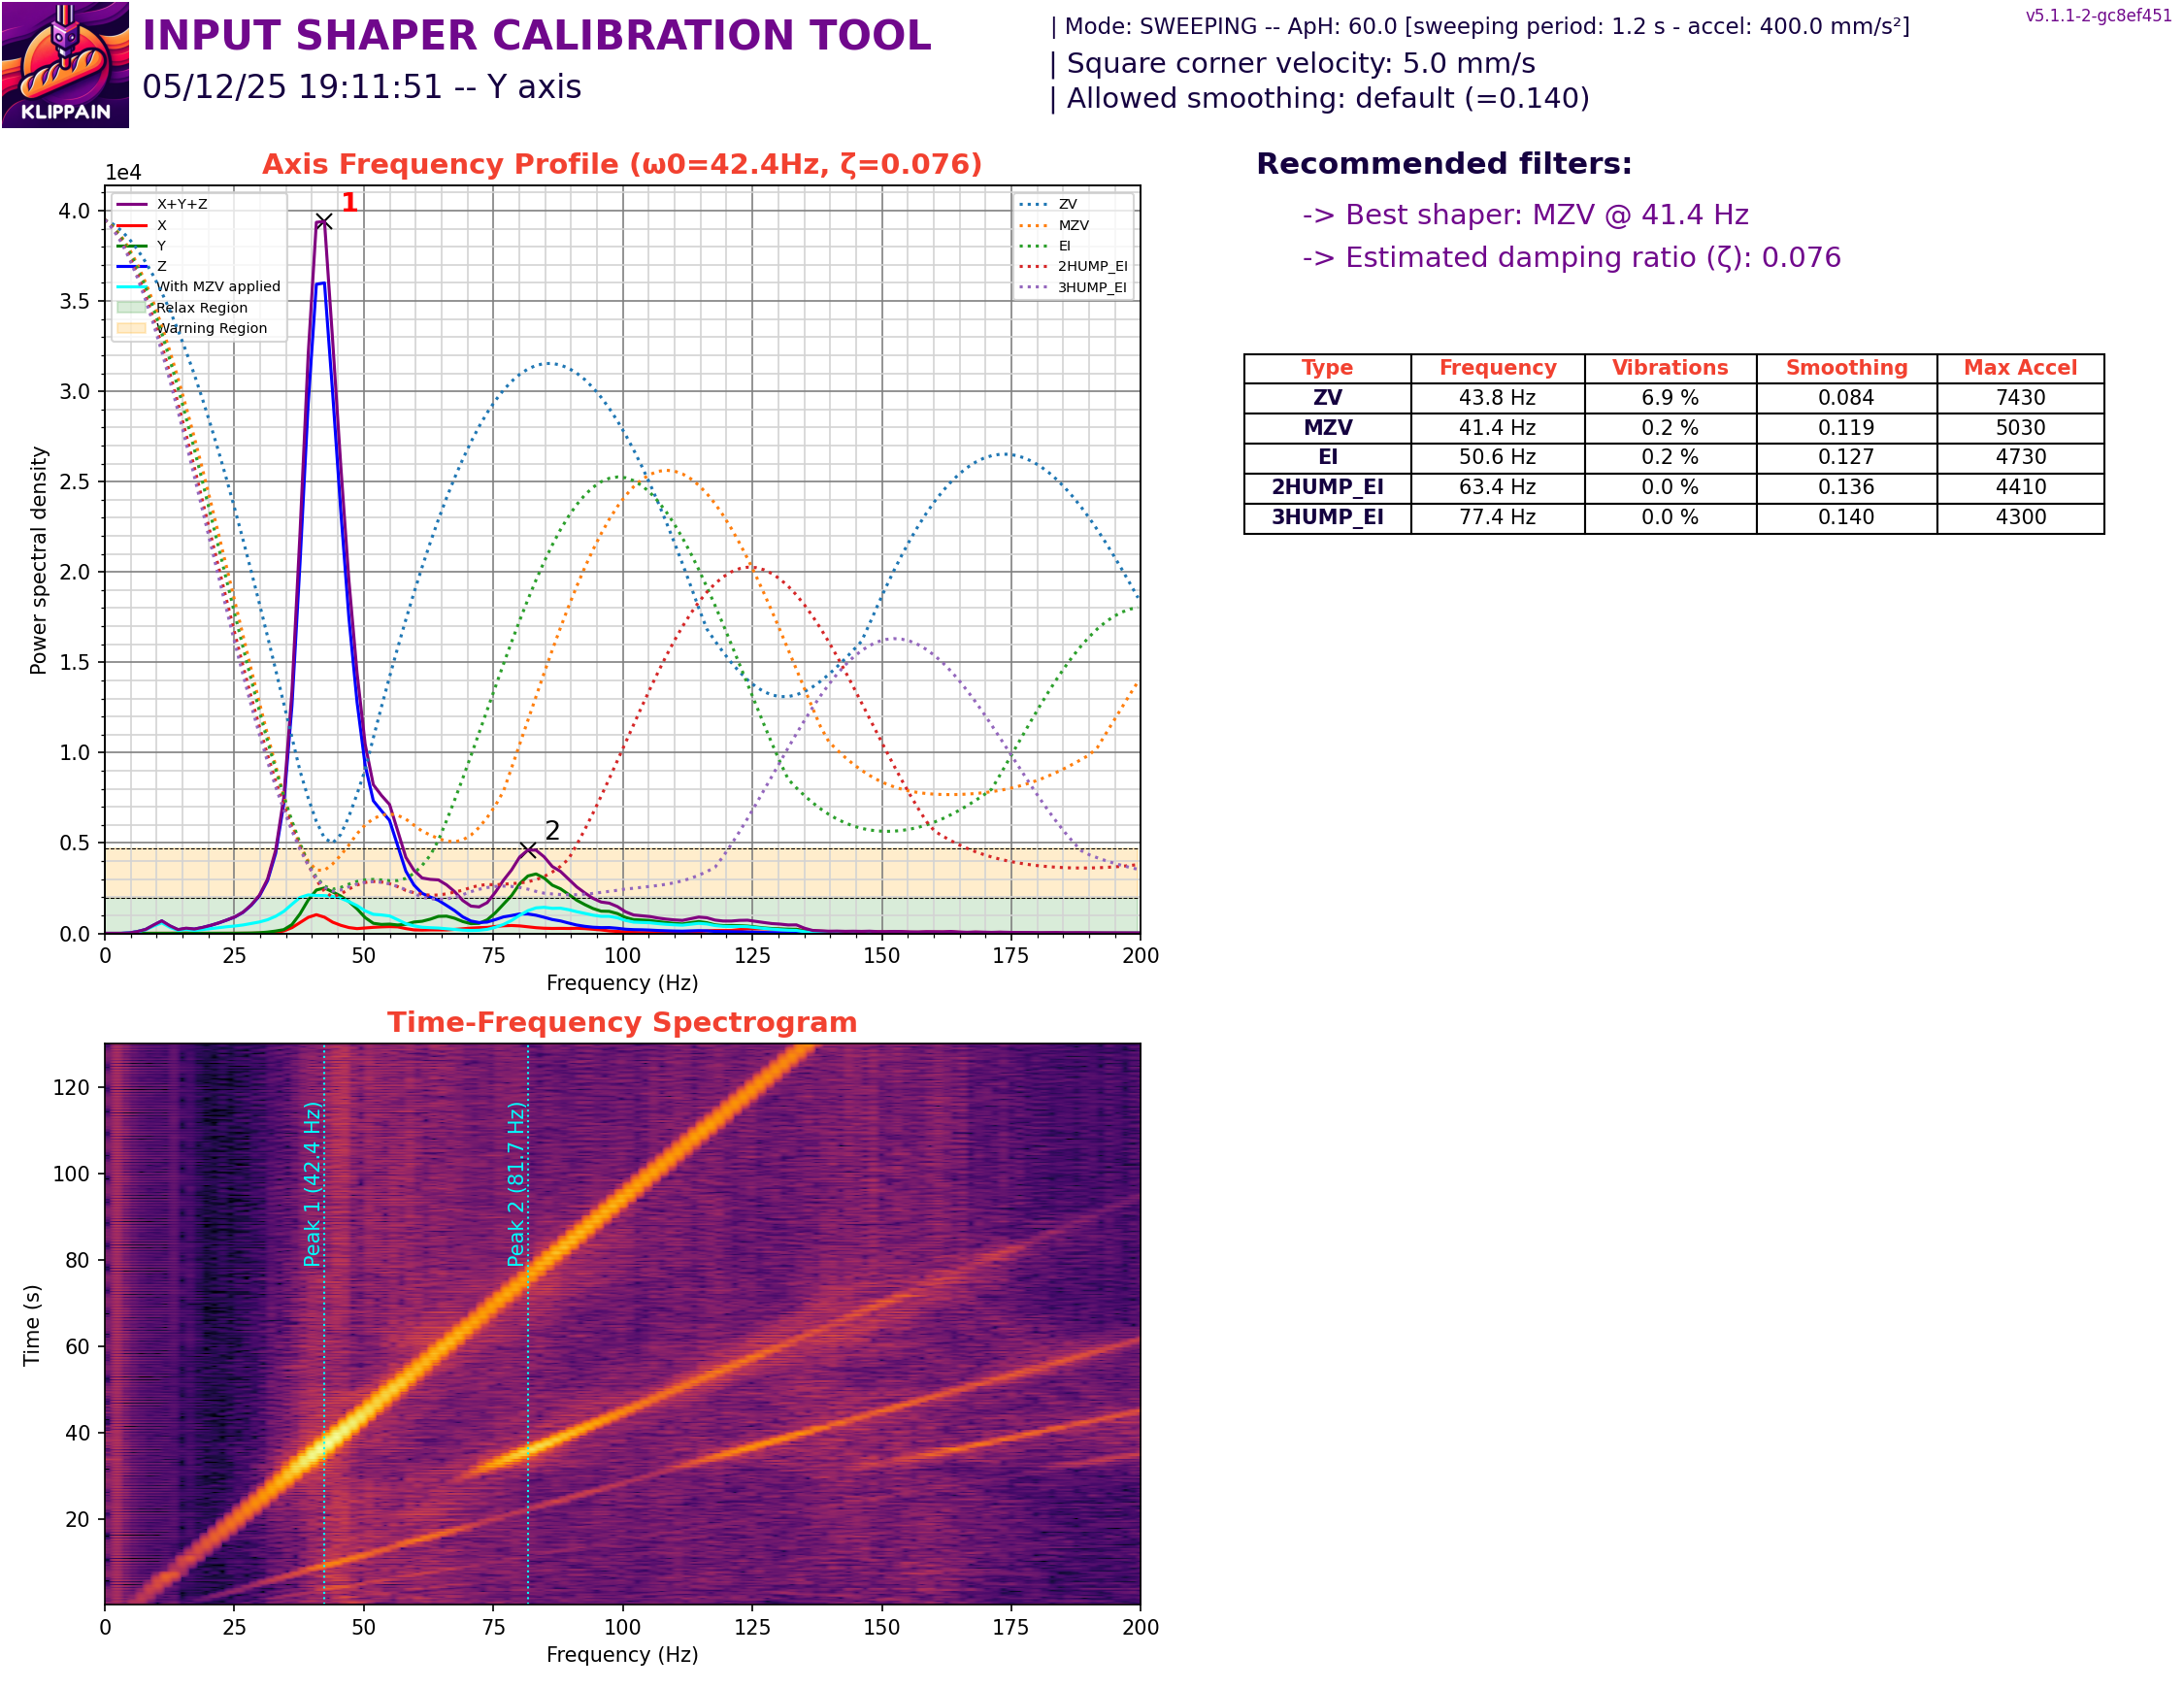 INPUT SHAPER CALIBRATION TOOL
05/12/25 19:11:51 -- Y axis
KLIPPAIN
| Mode: SWEEPING -- ApH: 60.0 [sweeping period: 1.2 s - accel: 400.0 mm/s²]
| Square corner velocity: 5.0 mm/s
| Allowed smoothing: default (=0.140)
v5.1.1-2-gc8ef451
Axis Frequency Profile (ω0=42.4Hz, ζ=0.076)
1e4
X+Y+Z
X
Y
Z
With MZV applied
Relax Region
Warning Region
ZV
MZV
EI
2HUMP_EI
3HUMP_EI
1
2
4.0
3.5
3.0
2.5
2.0
1.5
1.0
0.5
0.0
Power spectral density
0 25 50 75 100 125 150 175 200
Frequency (Hz)
Recommended filters:
-> Best shaper: MZV @ 41.4 Hz
-> Estimated damping ratio (ζ): 0.076
Type Frequency Vibrations Smoothing Max Accel
ZV 43.8 Hz 6.9 % 0.084 7430
MZV 41.4 Hz 0.2 % 0.119 5030
EI 50.6 Hz 0.2 % 0.127 4730
2HUMP_EI 63.4 Hz 0.0 % 0.136 4410
3HUMP_EI 77.4 Hz 0.0 % 0.140 4300
Time-Frequency Spectrogram
120
100
80
60
40
20
Time (s)
Peak 1 (42.4 Hz)
Peak 2 (81.7 Hz)
0 25 50 75 100 125 150 175 200
Frequency (Hz)